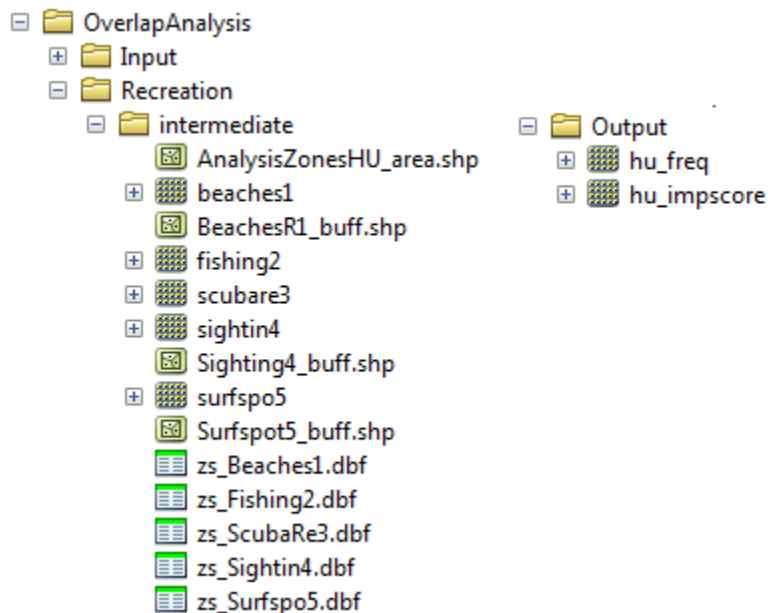 OverlapAnalysis
Input
Recreation
intermediate
AnalysisZonesHU_area.shp
beaches1
BeachesR1_buff.shp
fishing2
scubare3
sightin4
Sighting4_buff.shp
surfspo5
Surfspot5_buff.shp
zs_Beaches1.dbf
zs_Fishing2.dbf
zs_ScubaRe3.dbf
zs_Sightin4.dbf
zs_Surfspo5.dbf
Output
hu_freq
hu_impscore